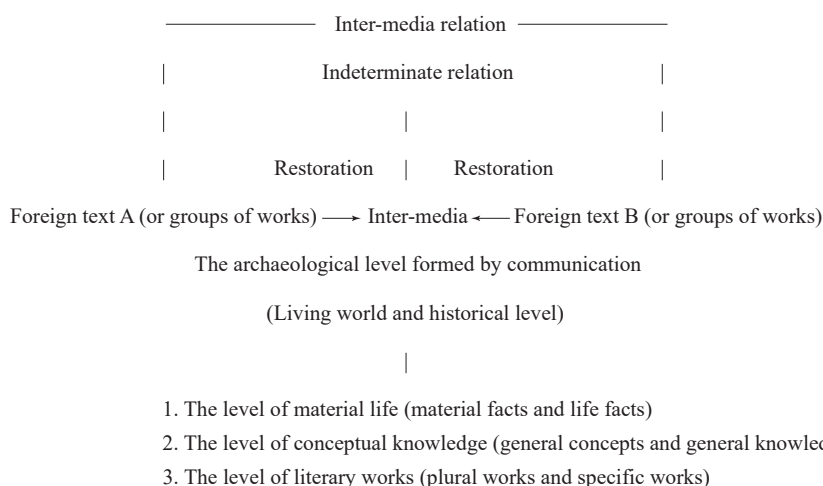 Inter-media relation
Indeterminate relation
Restoration Restoration
Foreign text A (or groups of works) → Inter-media ← Foreign text B (or groups of works)
The archaeological level formed by communication
(Living world and historical level)
1. The level of material life (material facts and life facts)
2. The level of conceptual knowledge (general concepts and general
3. The level of literary works (plural works and specific works)